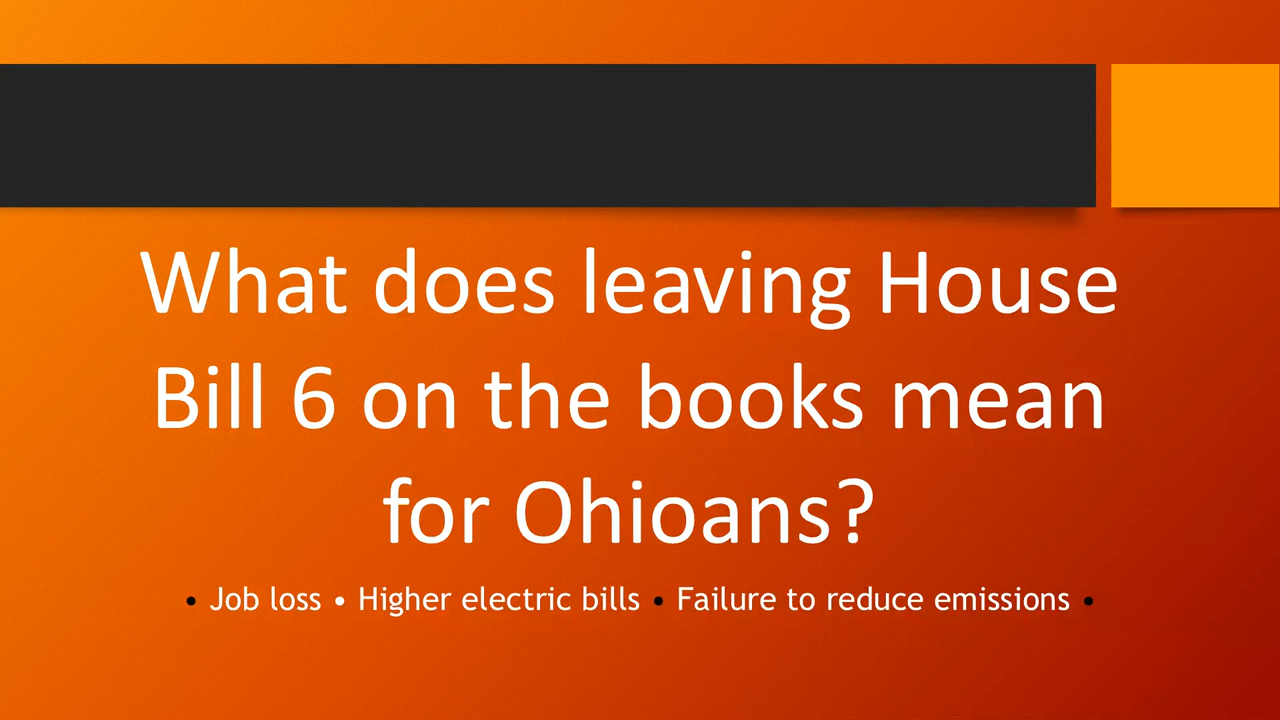 What does leaving House
Bill 6 on the books mean
for Ohioans?
• Job loss • Higher electric bills • Failure to reduce emissions •